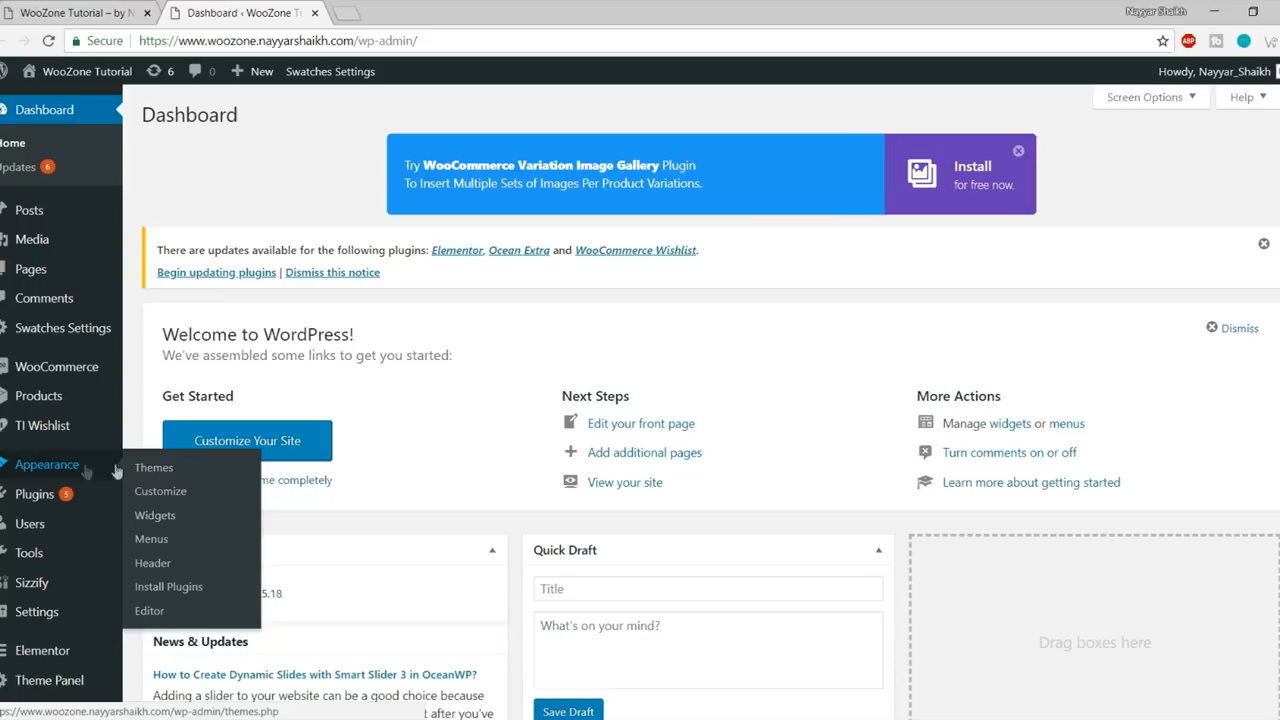 WooZone Tutorial – by N
Dashboard ‹ WooZone T
Nayyar Shaikh
Secure
https://www.woozone.nayyarshaikh.com/wp-admin/
ABP
WooZone Tutorial
6
0
New
Swatches Settings
Howdy, Nayyar_Shaikh
Dashboard
Home
Updates 6
Posts
Media
Pages
Comments
Swatches Settings
WooCommerce
Products
TI Wishlist
Appearance
Plugins 5
Users
Tools
Sizzify
Settings
Elementor
Theme Panel
Themes
Customize
Widgets
Menus
Header
Install Plugins
Editor
Dashboard
Screen Options
Help
Try WooCommerce Variation Image Gallery Plugin
To Insert Multiple Sets of Images Per Product Variations.
Install
for free now.
There are updates available for the following plugins: Elementor, Ocean Extra and WooCommerce Wishlist.
Begin updating plugins | Dismiss this notice
Welcome to WordPress!
We've assembled some links to get you started:
Dismiss
Get Started
Customize Your Site
me completely
Next Steps
Edit your front page
Add additional pages
View your site
More Actions
Manage widgets or menus
Turn comments on or off
Learn more about getting started
5.18
News & Updates
How to Create Dynamic Slides with Smart Slider 3 in OceanWP?
Adding a slider to your website can be a good choice because
t after you've
Quick Draft
Title
What's on your mind?
Save Draft
Drag boxes here
ps://www.woozone.nayyarshaikh.com/wp-admin/themes.php